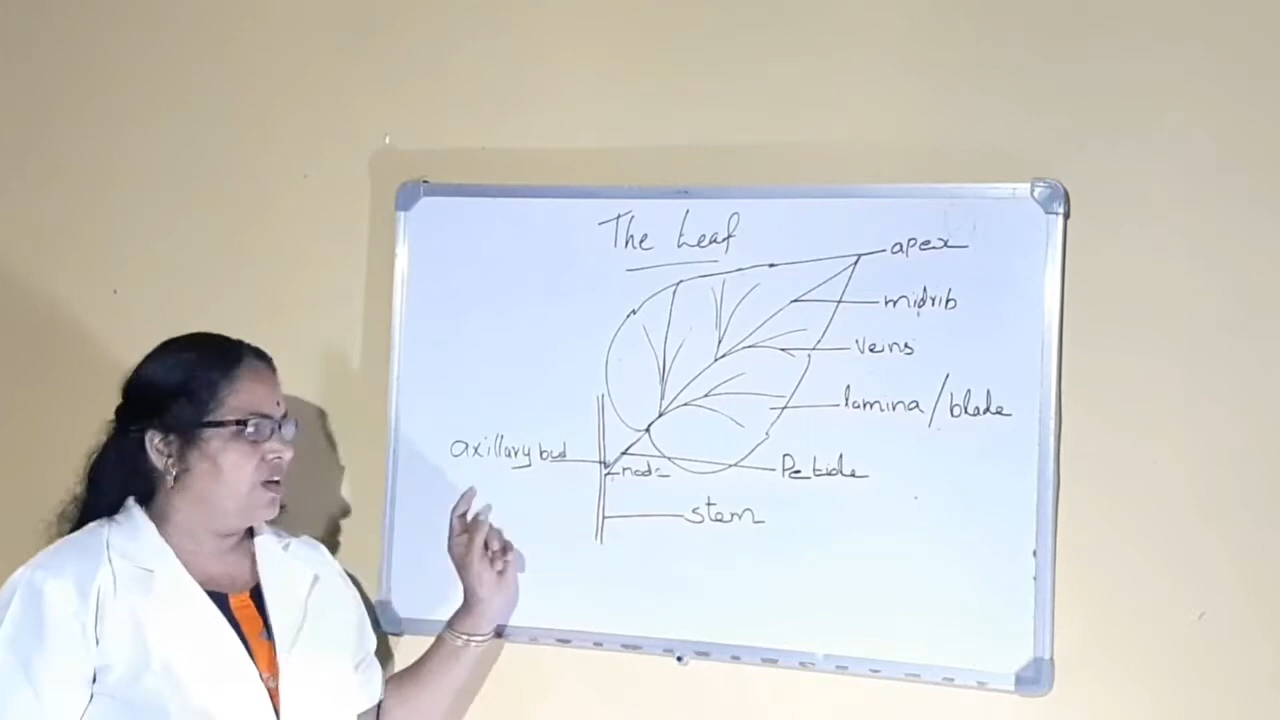 The Leaf
apex
midrib
veins
lamina/blade
axillary bud
node
Petiole
stem